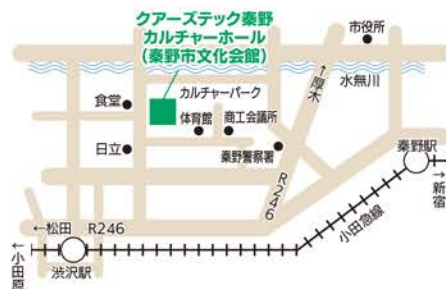 クアーズテック秦野
カルチャーホール
(秦野市文化会館)
市役所
→厚木
水無川
食堂
カルチャーパーク
体育館
商工会議所
日立
秦野警察署
秦野駅
→新宿
R246
小田急線
←松田 R246
←小田原
渋沢駅